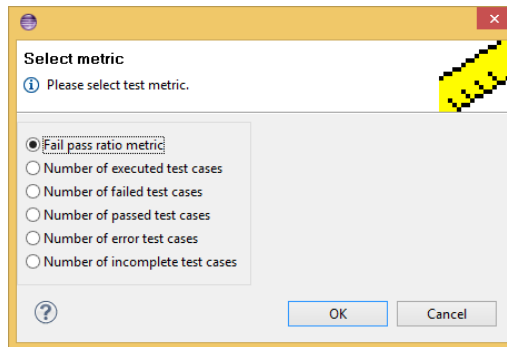 Select metric
Please select test metric.
Fail pass ratio metric
Number of executed test cases
Number of failed test cases
Number of passed test cases
Number of error test cases
Number of incomplete test cases
OK
Cancel